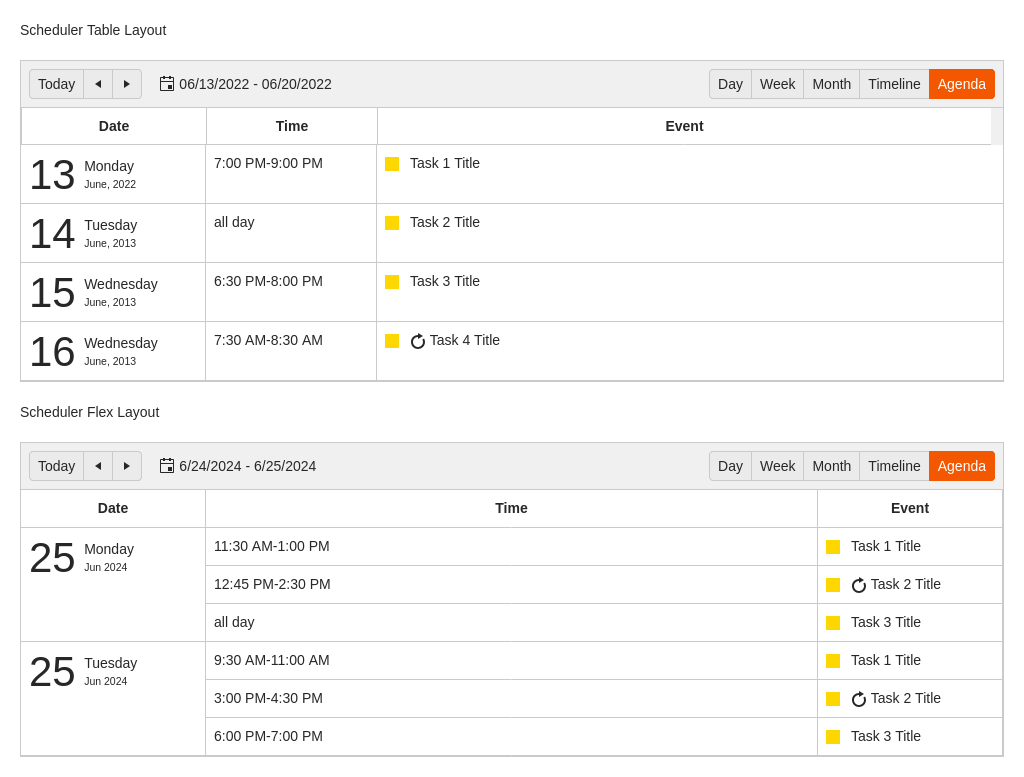 Scheduler Table Layout
Today 06/13/2022 - 06/20/2022 Day Week Month Timeline Agenda
Date Time Event
13 Monday 7:00 PM-9:00 PM Task 1 Title
June, 2022
14 Tuesday all day Task 2 Title
June, 2013
15 Wednesday 6:30 PM-8:00 PM Task 3 Title
June, 2013
16 Wednesday 7:30 AM-8:30 AM Task 4 Title
June, 2013
Scheduler Flex Layout
Today 6/24/2024 - 6/25/2024 Day Week Month Timeline Agenda
Date Time Event
25 Monday 11:30 AM-1:00 PM Task 1 Title
Jun 2024
12:45 PM-2:30 PM Task 2 Title
all day Task 3 Title
25 Tuesday 9:30 AM-11:00 AM Task 1 Title
Jun 2024
3:00 PM-4:30 PM Task 2 Title
6:00 PM-7:00 PM Task 3 Title